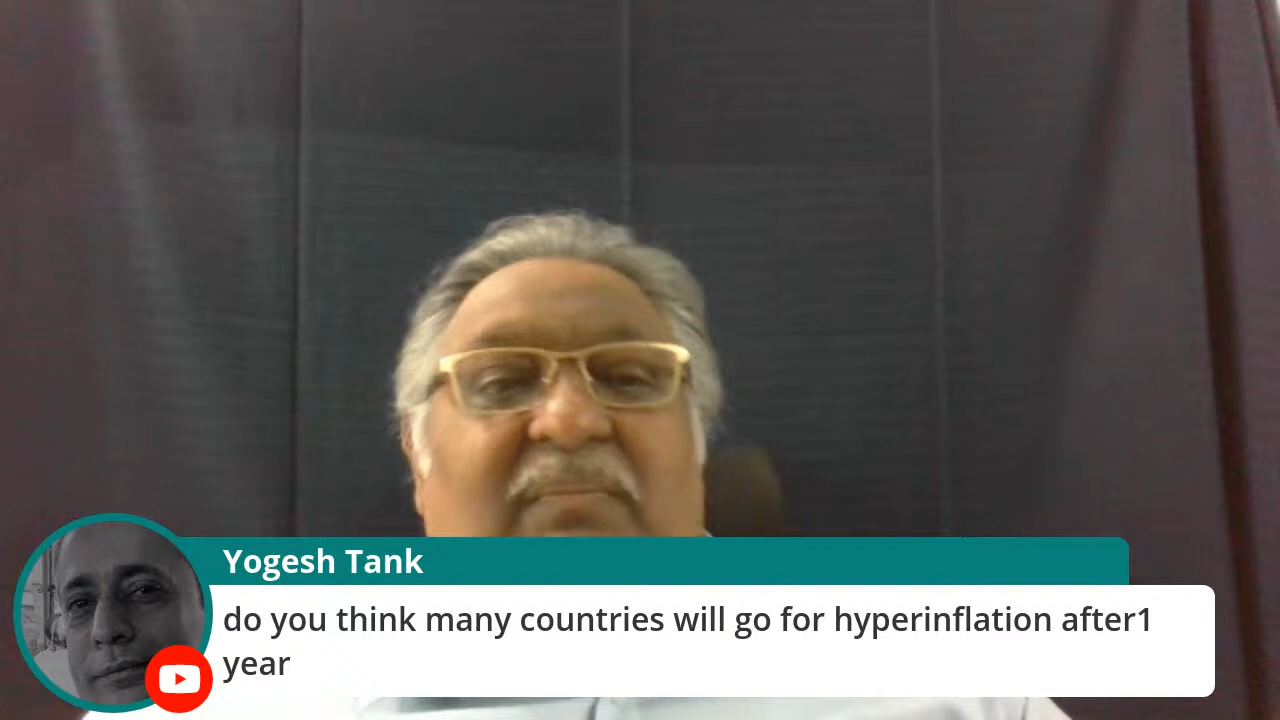 Yogesh Tank
do you think many countries will go for hyperinflation after1
year